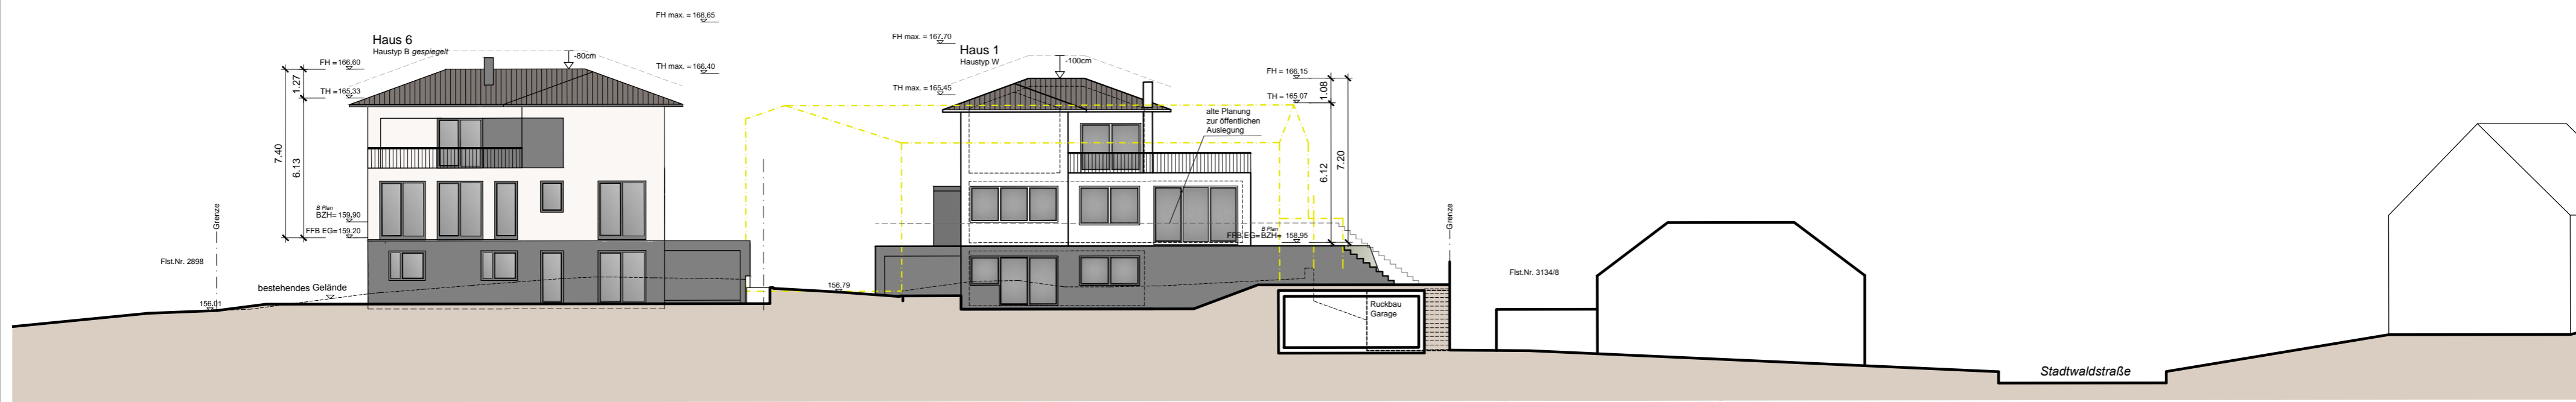 FH max. = 168.65
Haus 6
Haustyp B gespiegelt
-80cm
FH = 166.60
TH max. = 166.40
1.27
TH = 165.33
7.40
6.13
B Plan
BZH= 159.90
FFB EG= 159.20
Grenze
Flst.Nr. 2898
bestehendes Gelände
156.01
156.79
FH max. = 167.70
Haus 1
Haustyp W
-100cm
TH max. = 165.45
FH = 166.15
1.08
TH = 165.07
alte Planung
zur öffentlichen
Auslegung
6.12
7.20
B Plan
FFB EG=BZH= 158.95
Grenze
Ruckbau
Garage
Flst.Nr. 3134/8
Stadtwaldstraße